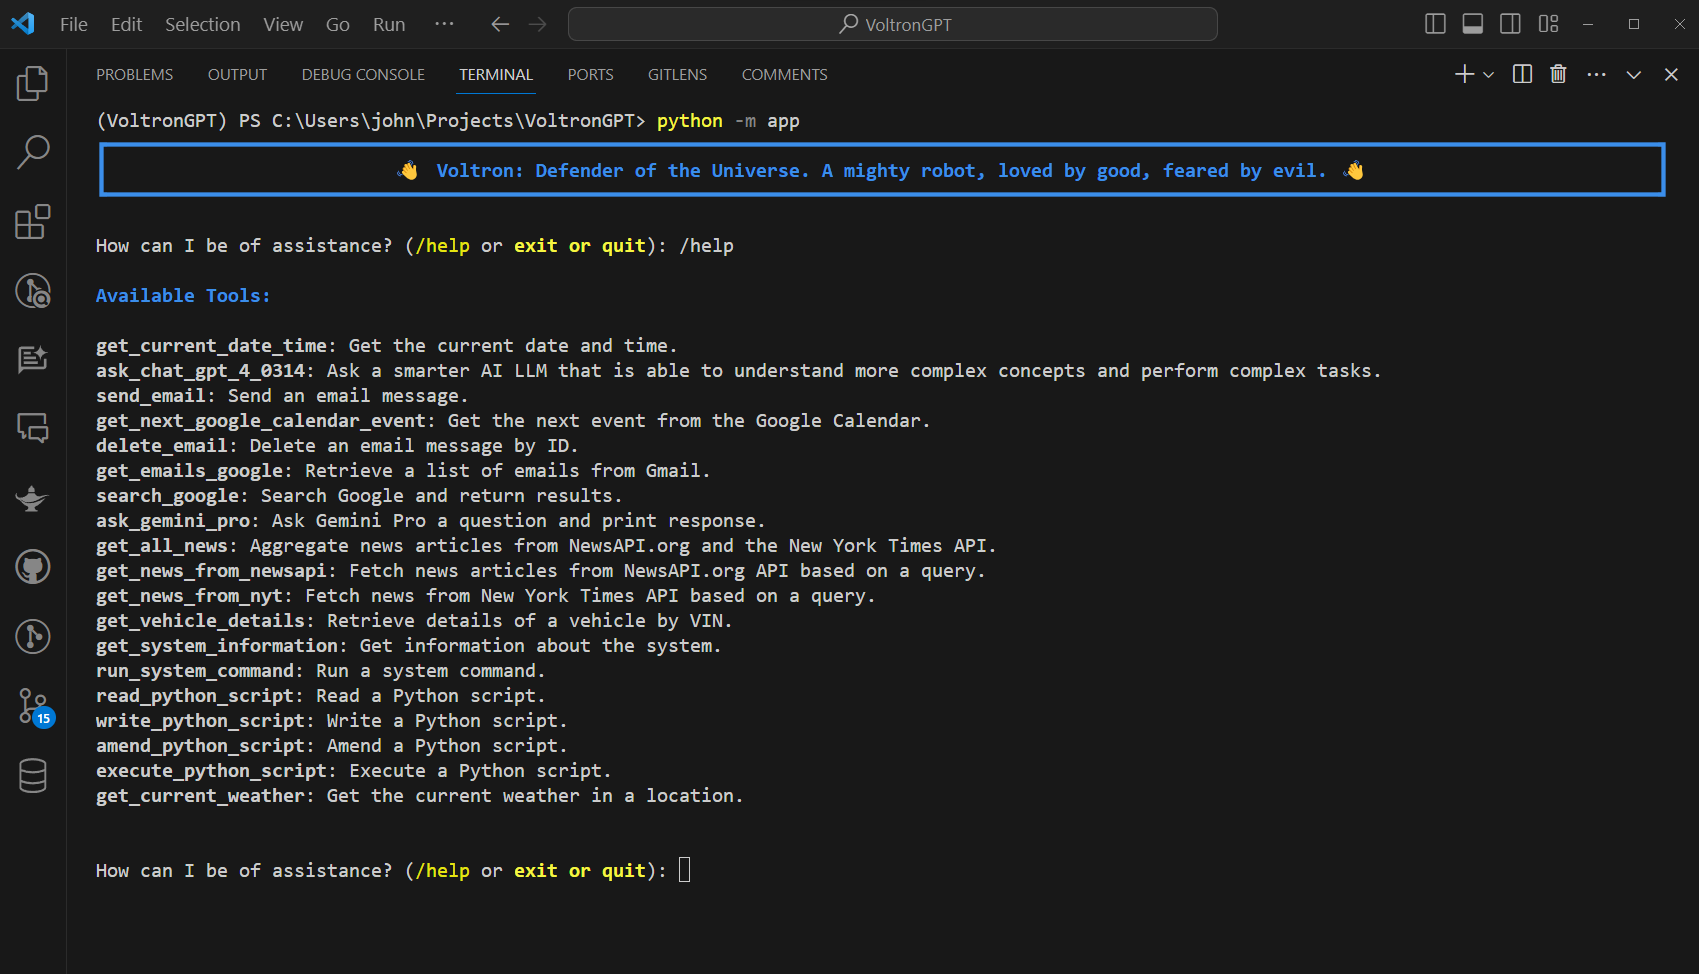 File Edit Selection View Go Run ··· VoltronGPT
PROBLEMS OUTPUT DEBUG CONSOLE TERMINAL PORTS GITLENS COMMENTS
(VoltronGPT) PS C:\Users\john\Projects\VoltronGPT> python -m app
👋 Voltron: Defender of the Universe. A mighty robot, loved by good, feared by evil. 👋
How can I be of assistance? (/help or exit or quit): /help
Available Tools:
get_current_date_time: Get the current date and time.
ask_chat_gpt_4_0314: Ask a smarter AI LLM that is able to understand more complex concepts and perform complex tasks.
send_email: Send an email message.
get_next_google_calendar_event: Get the next event from the Google Calendar.
delete_email: Delete an email message by ID.
get_emails_google: Retrieve a list of emails from Gmail.
search_google: Search Google and return results.
ask_gemini_pro: Ask Gemini Pro a question and print response.
get_all_news: Aggregate news articles from NewsAPI.org and the New York Times API.
get_news_from_newsapi: Fetch news articles from NewsAPI.org API based on a query.
get_news_from_nyt: Fetch news from New York Times API based on a query.
get_vehicle_details: Retrieve details of a vehicle by VIN.
get_system_information: Get information about the system.
run_system_command: Run a system command.
read_python_script: Read a Python script.
write_python_script: Write a Python script.
amend_python_script: Amend a Python script.
execute_python_script: Execute a Python script.
get_current_weather: Get the current weather in a location.
How can I be of assistance? (/help or exit or quit):
15